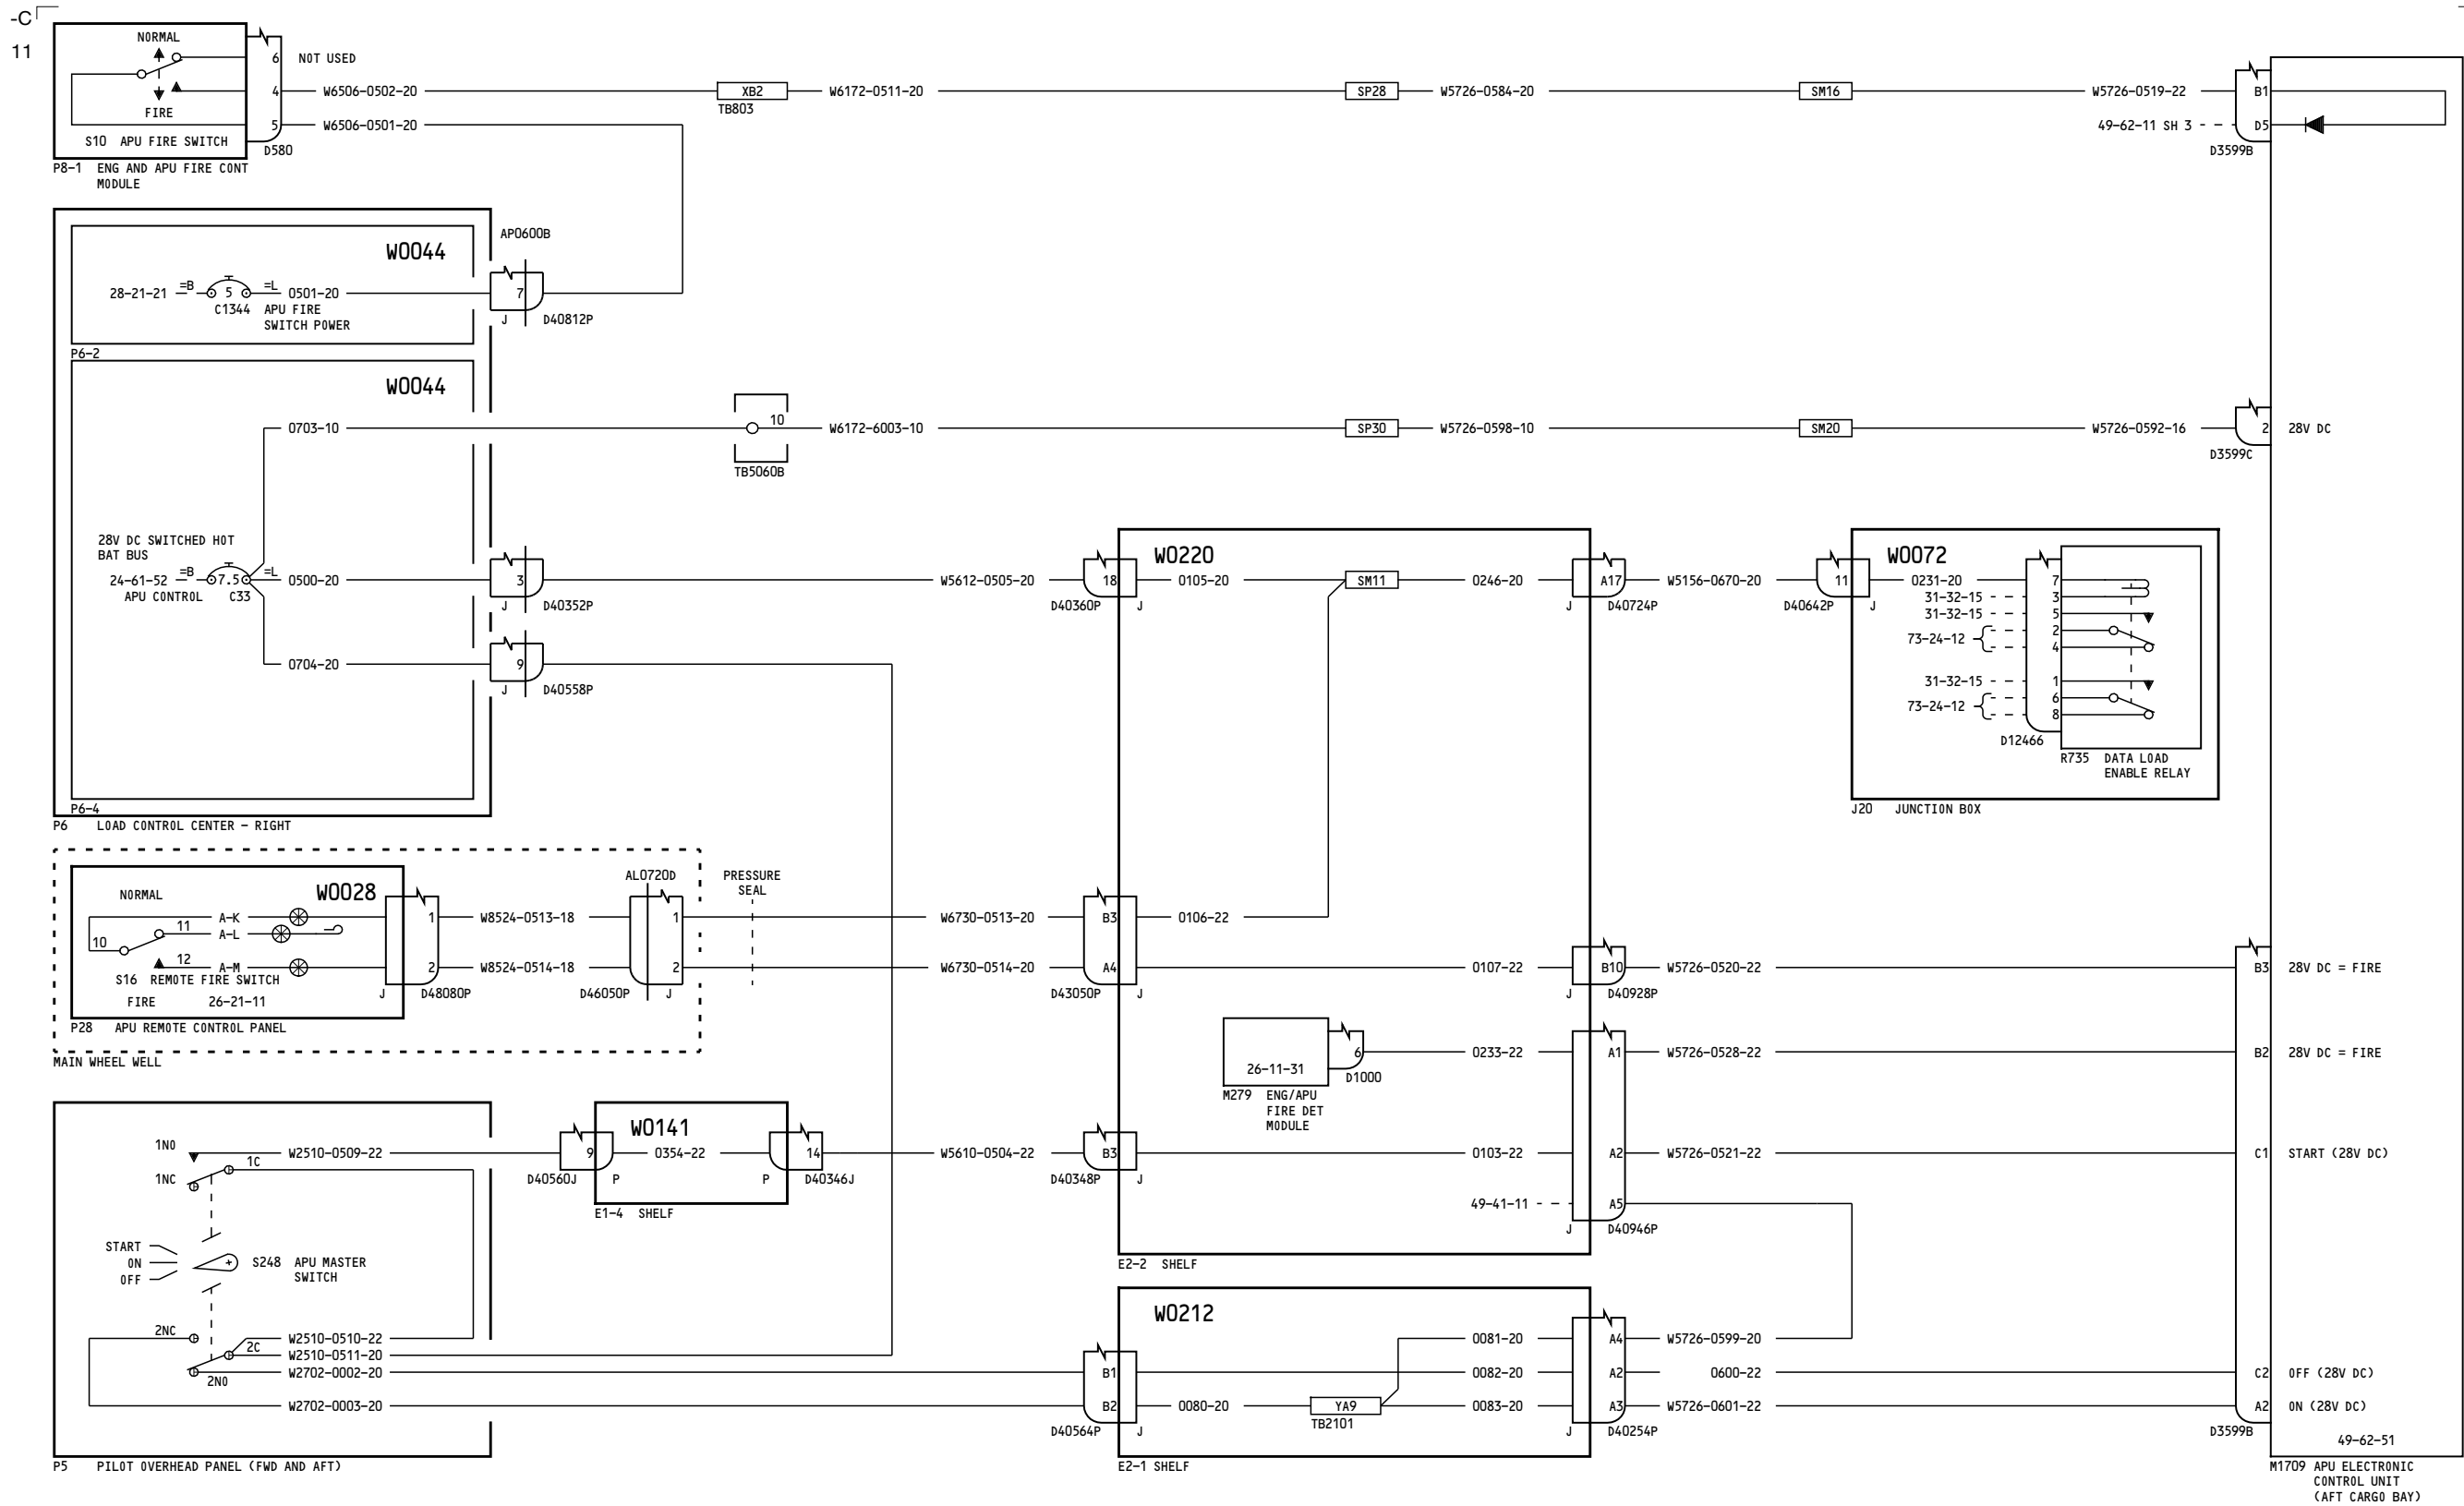 -C
11
NORMAL
6 NOT USED
4 W6506-0502-20 XB2 W6172-0511-20 SP28 W5726-0584-20 SM16 W5726-0519-22 B1
TB803
FIRE
5 W6506-0501-20
49-62-11 SH 3 D5
S10 APU FIRE SWITCH
D580
D3599B
P8-1 ENG AND APU FIRE CONT
MODULE
AP0600B
W0044
28-21-21 =B 5 =L 0501-20 7
C1344 APU FIRE
SWITCH POWER
J D40812P
P6-2
W0044
0703-10 10 W6172-6003-10 SP30 W5726-0598-10 SM20 W5726-0592-16 2 28V DC
TB5060B
D3599C
28V DC SWITCHED HOT
BAT BUS
24-61-52 =B 7.5 =L 0500-20 3 W5612-0505-20 18 0105-20 SM11 0246-20 A17 W5156-0670-20 11 0231-20 7
APU CONTROL C33
J D40352P
D40360P J
W0220
J D40724P
D40642P J
W0072
31-32-15 3
31-32-15 5
73-24-12 2
4
31-32-15 1
73-24-12 6
8
D12466
R735 DATA LOAD
ENABLE RELAY
J20 JUNCTION BOX
0704-20 9
J D40558P
P6-4
P6 LOAD CONTROL CENTER - RIGHT
AL0720D
PRESSURE
SEAL
NORMAL
W0028
A-K 1 W8524-0513-18 1 W6730-0513-20 B3 0106-22
11 A-L
10
12 A-M 2 W8524-0514-18 2 W6730-0514-20 A4 0107-22 B10 W5726-0520-22 B3 28V DC = FIRE
S16 REMOTE FIRE SWITCH
FIRE 26-21-11
J D48080P
D46050P J
D43050P J
J D40928P
P28 APU REMOTE CONTROL PANEL
MAIN WHEEL WELL
6 0233-22 A1 W5726-0528-22 B2 28V DC = FIRE
26-11-31
D1000
M279 ENG/APU
FIRE DET
MODULE
1NO W2510-0509-22 9 0354-22 14 W5610-0504-22 B3 0103-22 A2 W5726-0521-22 C1 START (28V DC)
W0141
1C
1NC
D40560J P
P D40346J
D40348P J
E1-4 SHELF
49-41-11 A5
J D40946P
START
ON
OFF
S248 APU MASTER
SWITCH
E2-2 SHELF
W0212
2NC W2510-0510-22
0081-20 A4 W5726-0599-20
2C W2510-0511-20
2NO W2702-0002-20 B1 0082-20 A2 0600-22 C2 OFF (28V DC)
W2702-0003-20 B2 0080-20 YA9 0083-20 A3 W5726-0601-22 A2 ON (28V DC)
TB2101
D40564P J
J D40254P
D3599B
49-62-51
P5 PILOT OVERHEAD PANEL (FWD AND AFT)
E2-1 SHELF
M1709 APU ELECTRONIC
CONTROL UNIT
(AFT CARGO BAY)